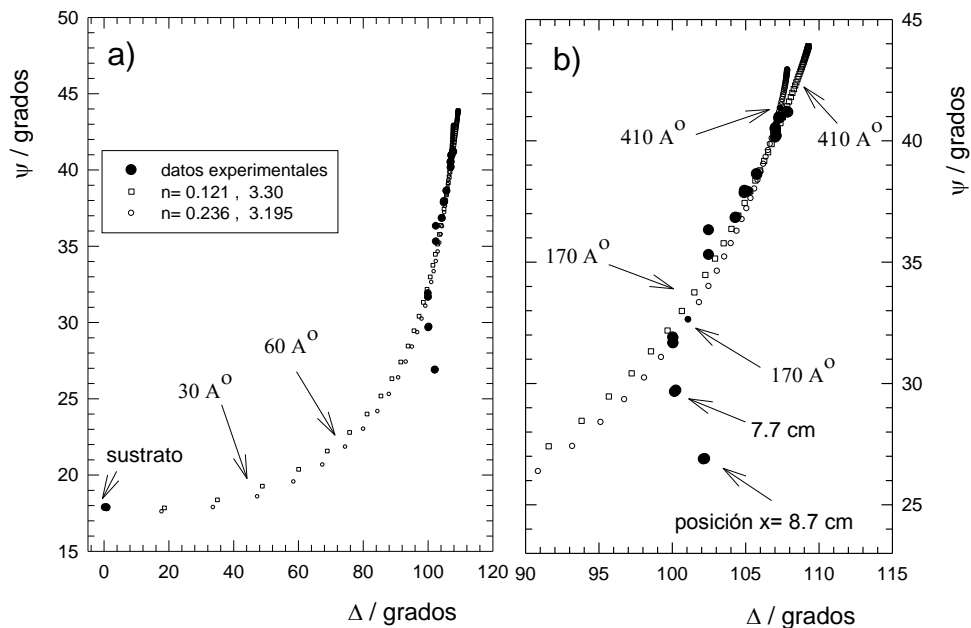 a)
ψ / grados
50
45
40
35
30
25
20
15
datos experimentales
n= 0.121 , 3.30
n= 0.236 , 3.195
60 A°
30 A°
sustrato
0 20 40 60 80 100 120
Δ / grados
b)
45
40
35
30
25
ψ / grados
410 A°
410 A°
170 A°
170 A°
7.7 cm
posición x= 8.7 cm
90 95 100 105 110 115
Δ / grados